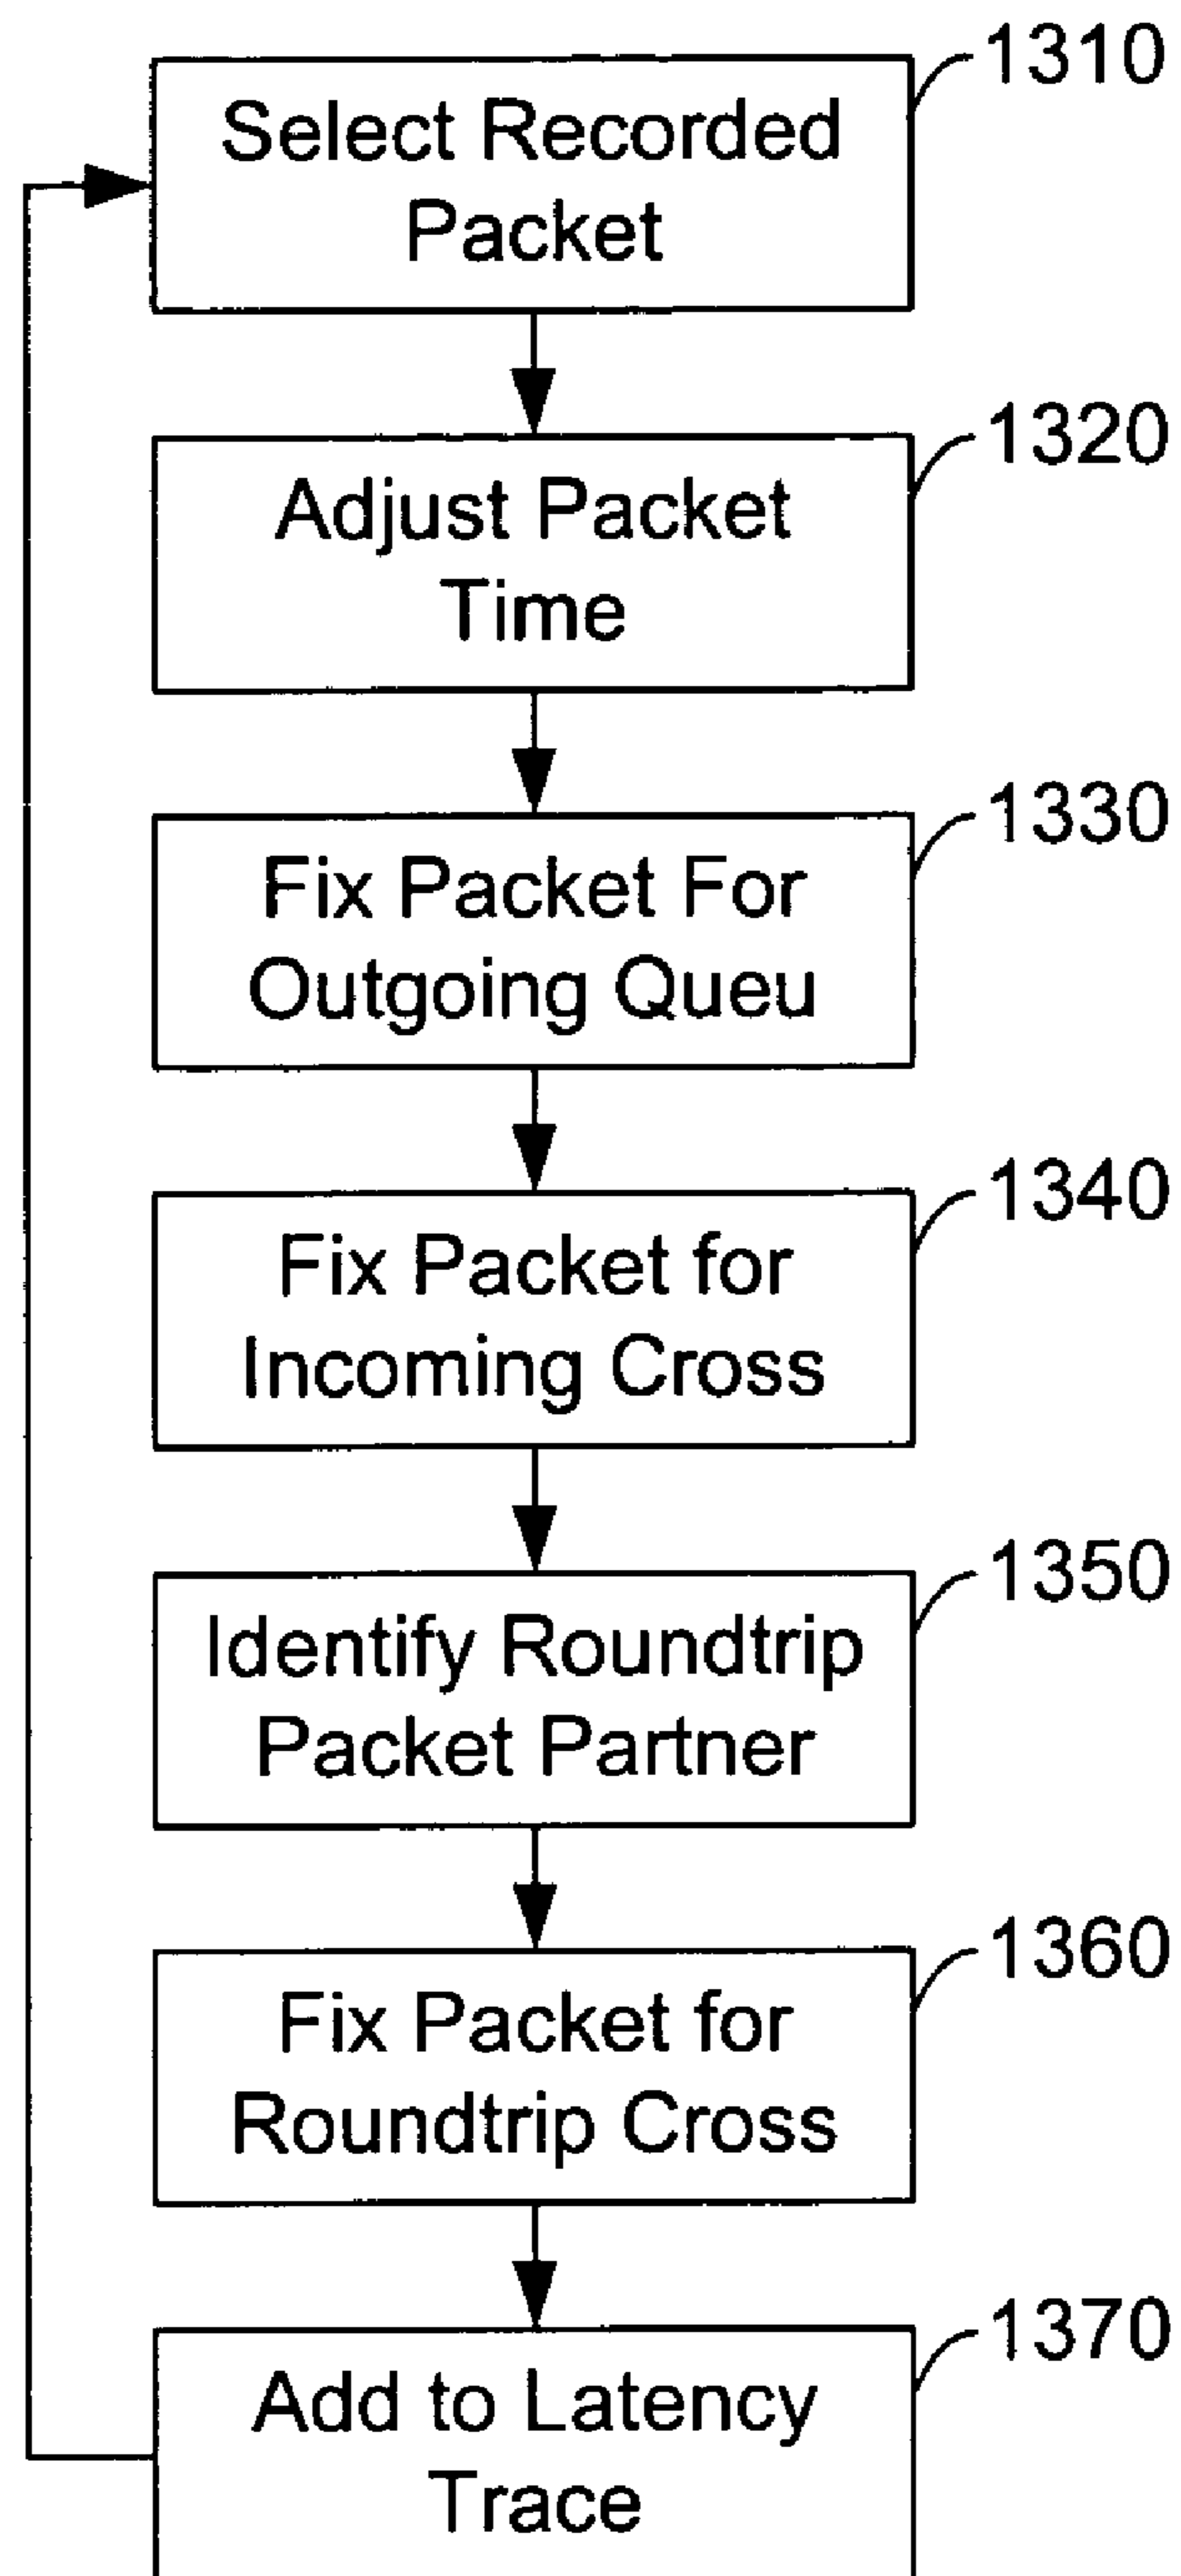 1310
Select Recorded
Packet
1320
Adjust Packet
Time
1330
Fix Packet For
Outgoing Queu
1340
Fix Packet for
Incoming Cross
1350
Identify Roundtrip
Packet Partner
1360
Fix Packet for
Roundtrip Cross
1370
Add to Latency
Trace